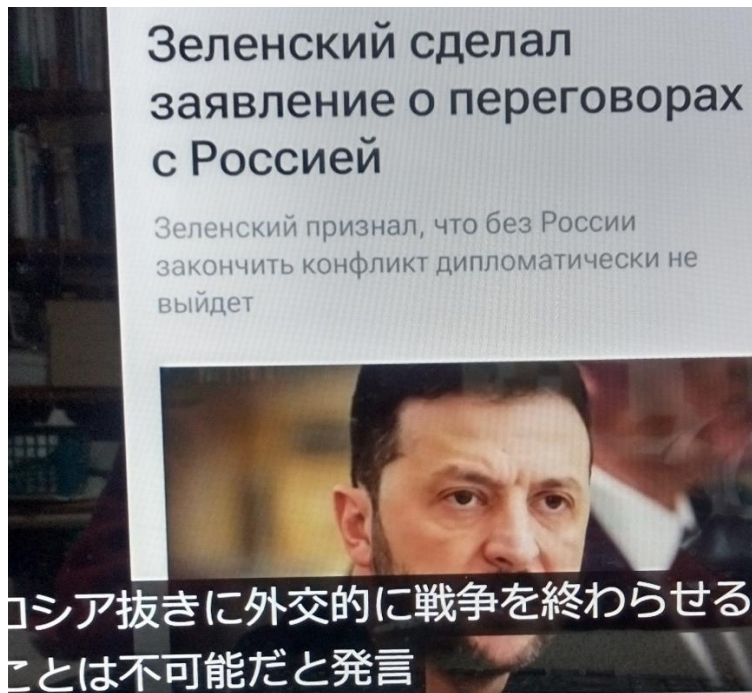 Зеленский сделал
заявление о переговорах
с Россией
Зеленский признал, что без России
закончить конфликт дипломатически не
выйдет
ロシア抜きに外交的に戦争を終わらせる
ことは不可能だと発言